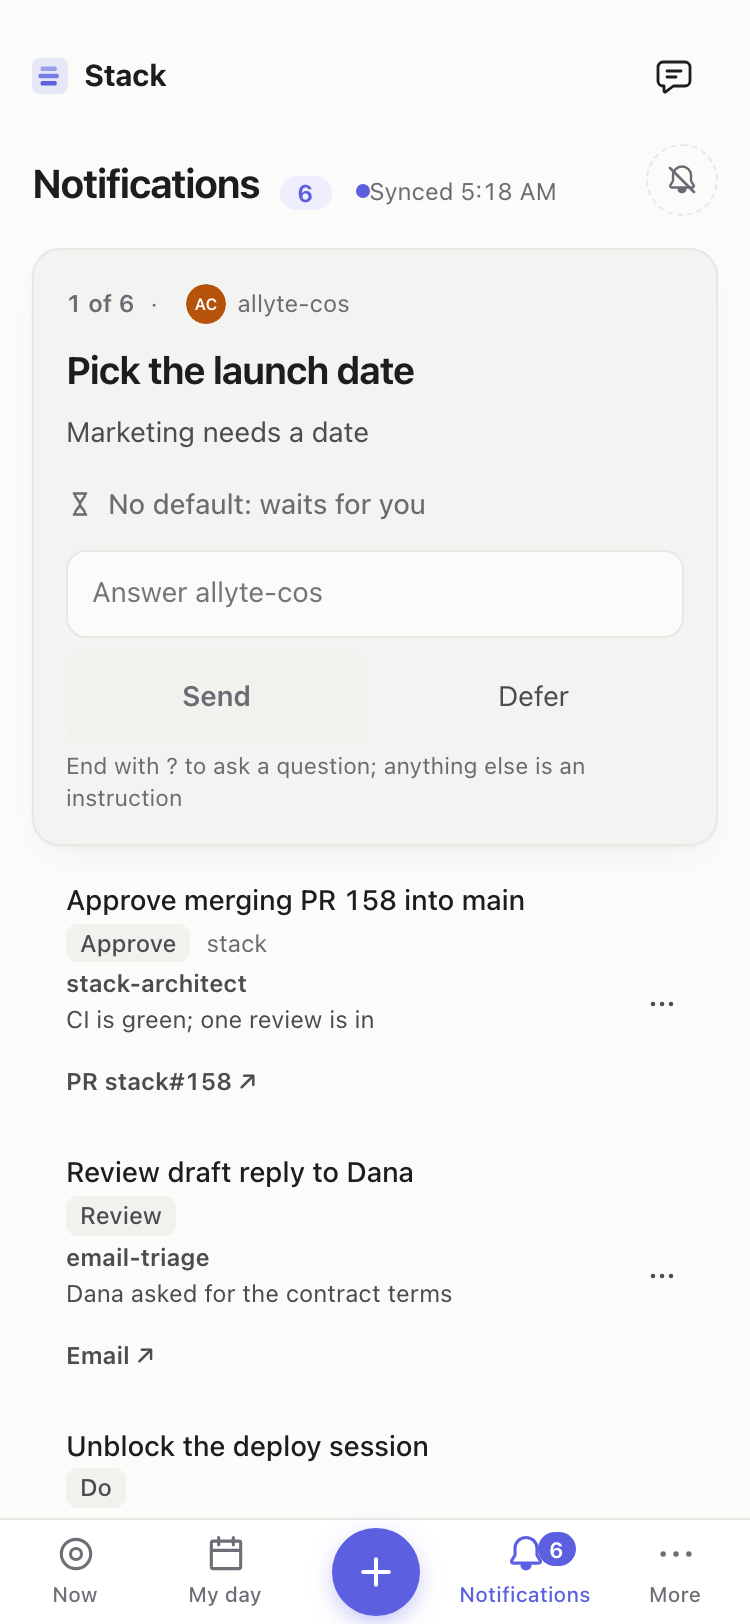 Stack
Notifications 6 Synced 5:18 AM
1 of 6 · AC allyte-cos
Pick the launch date
Marketing needs a date
No default: waits for you
Answer allyte-cos
Send Defer
End with ? to ask a question; anything else is an
instruction
Approve merging PR 158 into main
Approve stack
stack-architect
CI is green; one review is in
PR stack#158 ↗
Review draft reply to Dana
Review
email-triage
Dana asked for the contract terms
Email ↗
Unblock the deploy session
Do
6
Now My day Notifications More